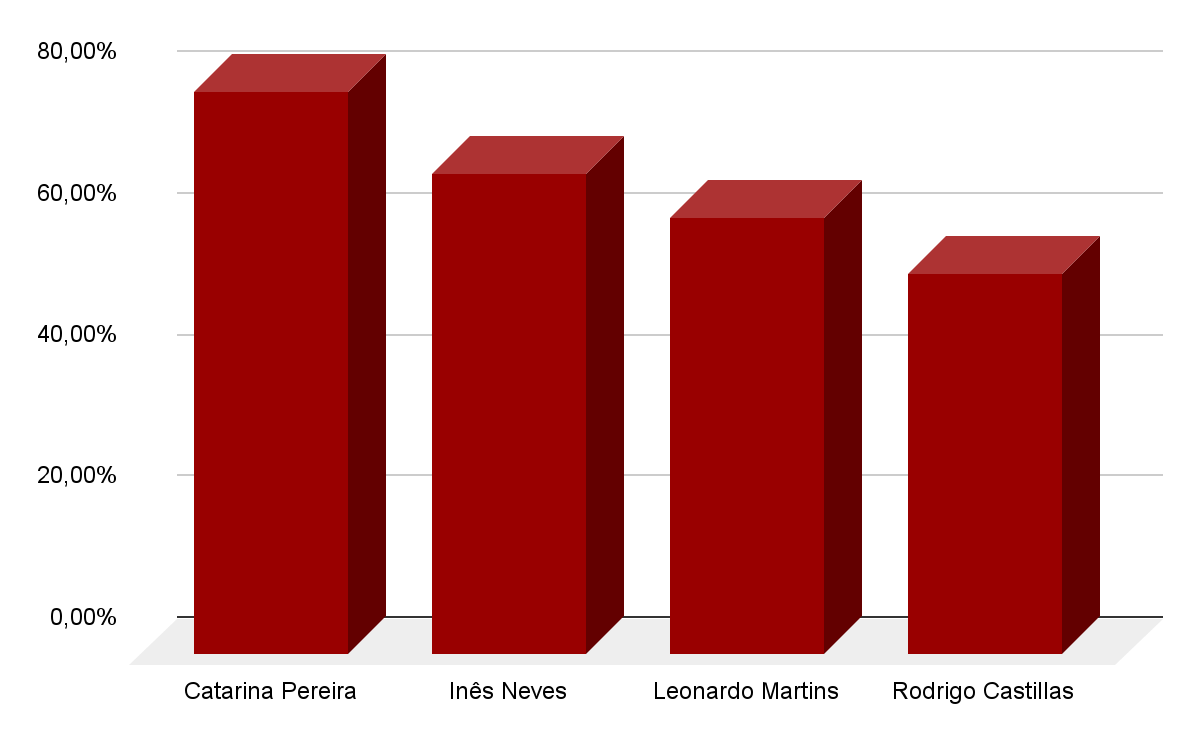 80,00%
60,00%
40,00%
20,00%
0,00%
Catarina Pereira
Inês Neves
Leonardo Martins
Rodrigo Castillas